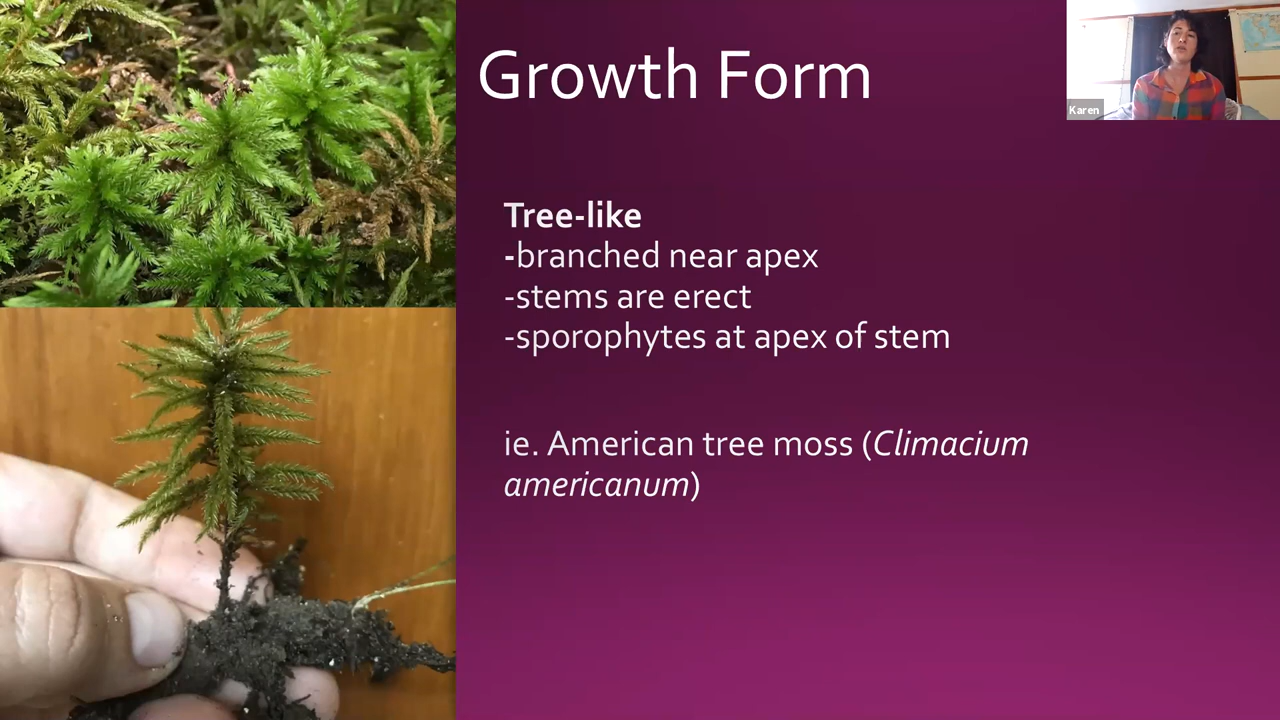 Growth Form
Karen
Tree-like
-branched near apex
-stems are erect
-sporophytes at apex of stem
ie. American tree moss (Climacium
americanum)